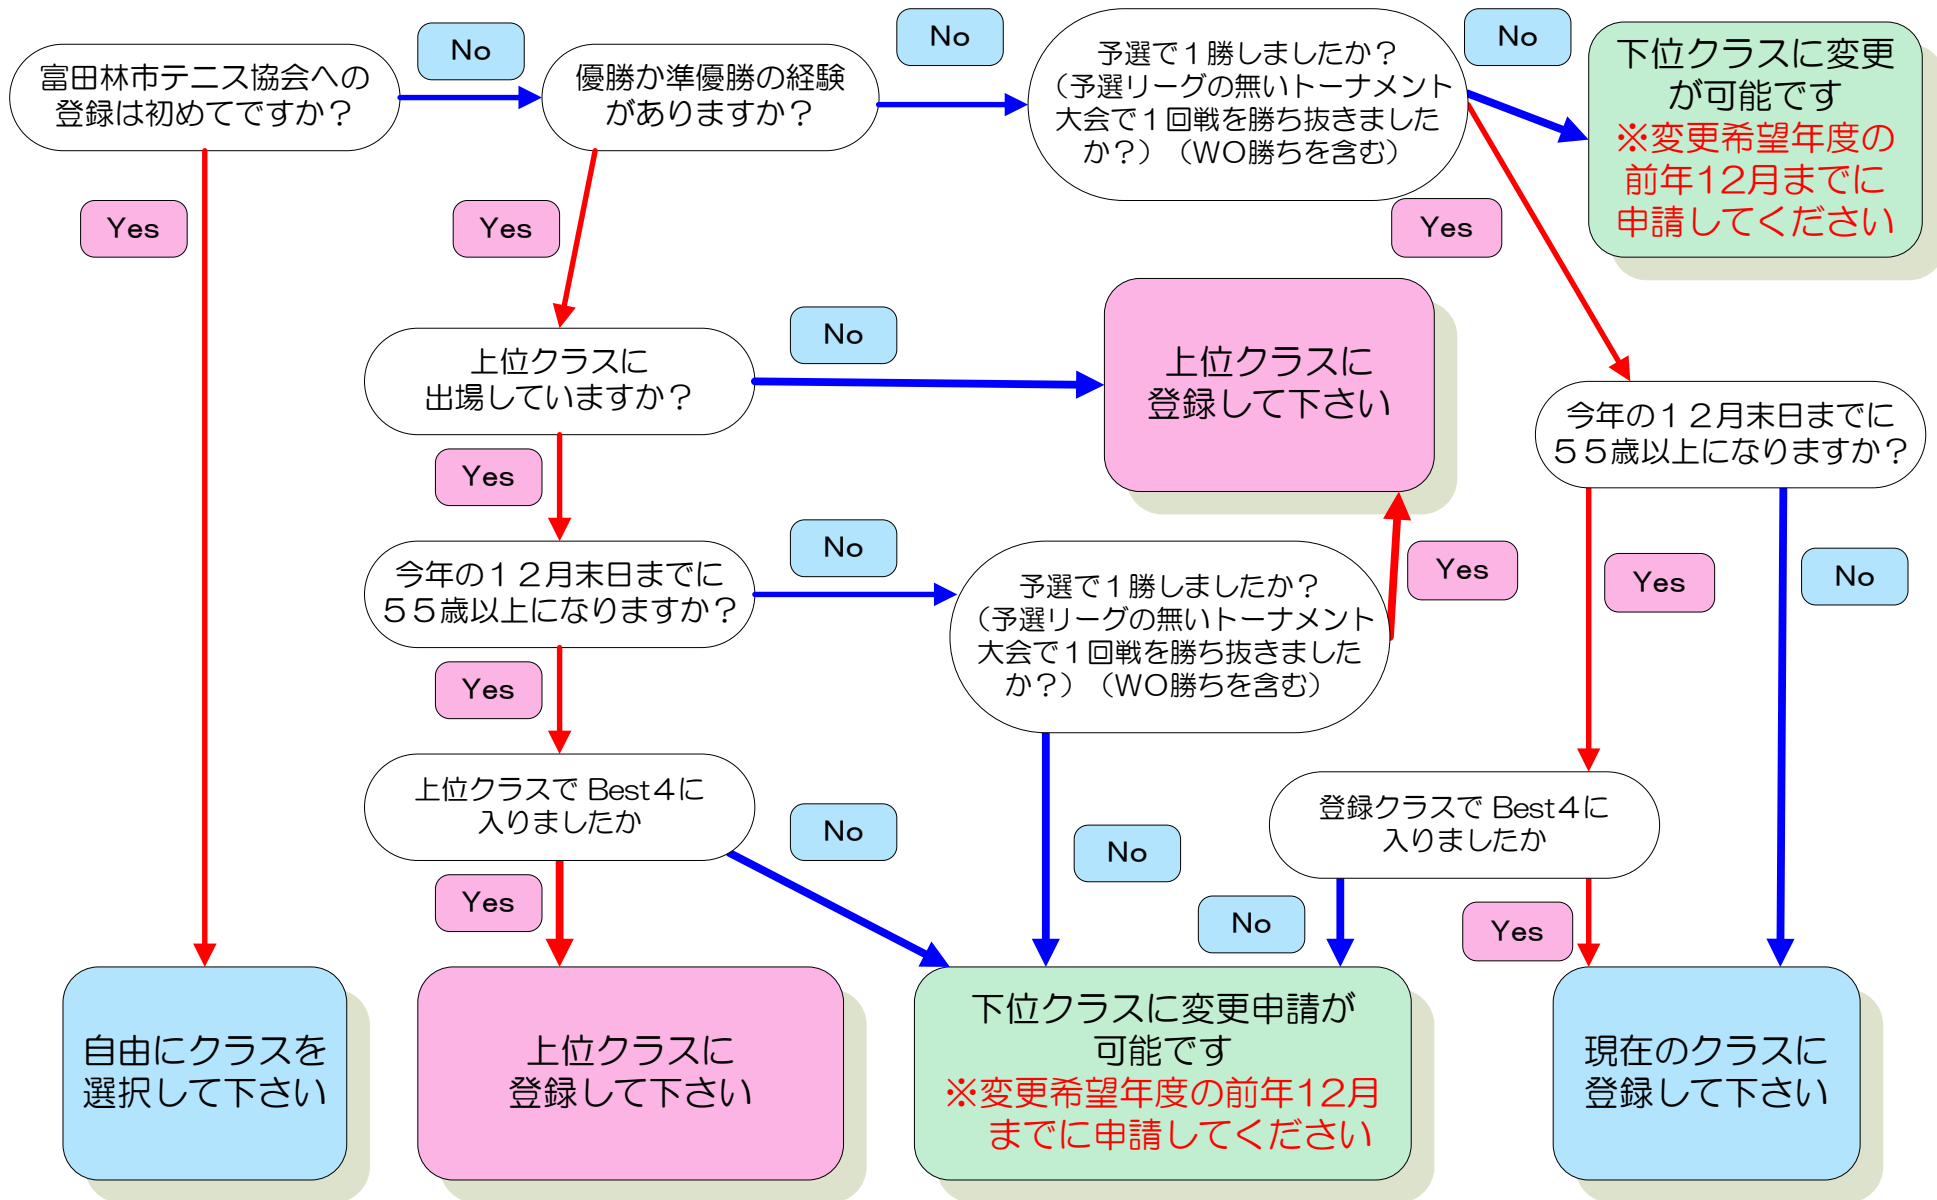 富田林市テニス協会への
登録は初めてですか？
No
優勝か準優勝の経験
がありますか？
No
予選で１勝しましたか？
（予選リーグの無いトーナメント
大会で１回戦を勝ち抜きました
か？）（WO勝ちを含む）
No
下位クラスに変更
が可能です
※変更希望年度の
前年12月までに
申請してください
Yes
Yes
Yes
上位クラスに
出場していますか？
No
上位クラスに
登録して下さい
今年の１２月末日までに
５５歳以上になりますか？
Yes
今年の１２月末日までに
５５歳以上になりますか？
No
予選で１勝しましたか？
（予選リーグの無いトーナメント
大会で１回戦を勝ち抜きました
か？）（WO勝ちを含む）
Yes
Yes
No
Yes
上位クラスで Best４に
入りましたか
No
No
登録クラスで Best４に
入りましたか
Yes
No
Yes
自由にクラスを
選択して下さい
上位クラスに
登録して下さい
下位クラスに変更申請が
可能です
※変更希望年度の前年12月
までに申請してください
現在のクラスに
登録して下さい